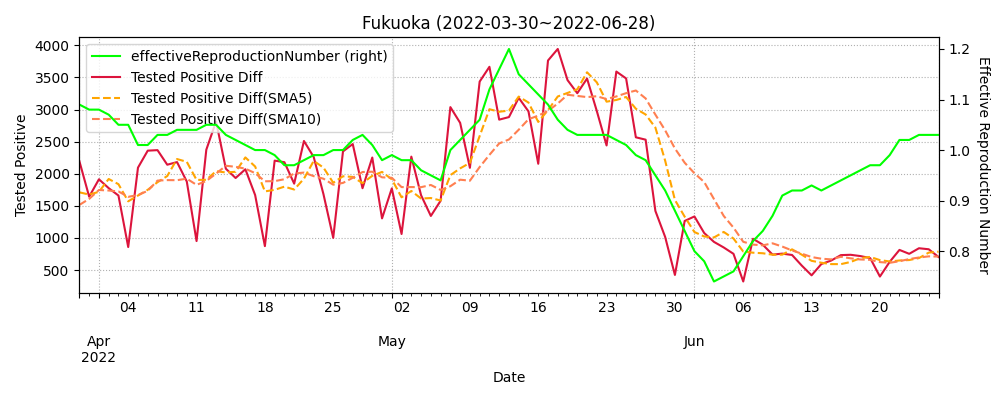 Fukuoka (2022-03-30~2022-06-28)
effectiveReproductionNumber (right)
Tested Positive Diff
Tested Positive Diff(SMA5)
Tested Positive Diff(SMA10)
Tested Positive
4000
3500
3000
2500
2000
1500
1000
500
Effective Reproduction Number
1.2
1.1
1.0
0.9
0.8
04 11 18 25 02 09 16 23 30 06 13 20
Apr May Jun
2022
Date